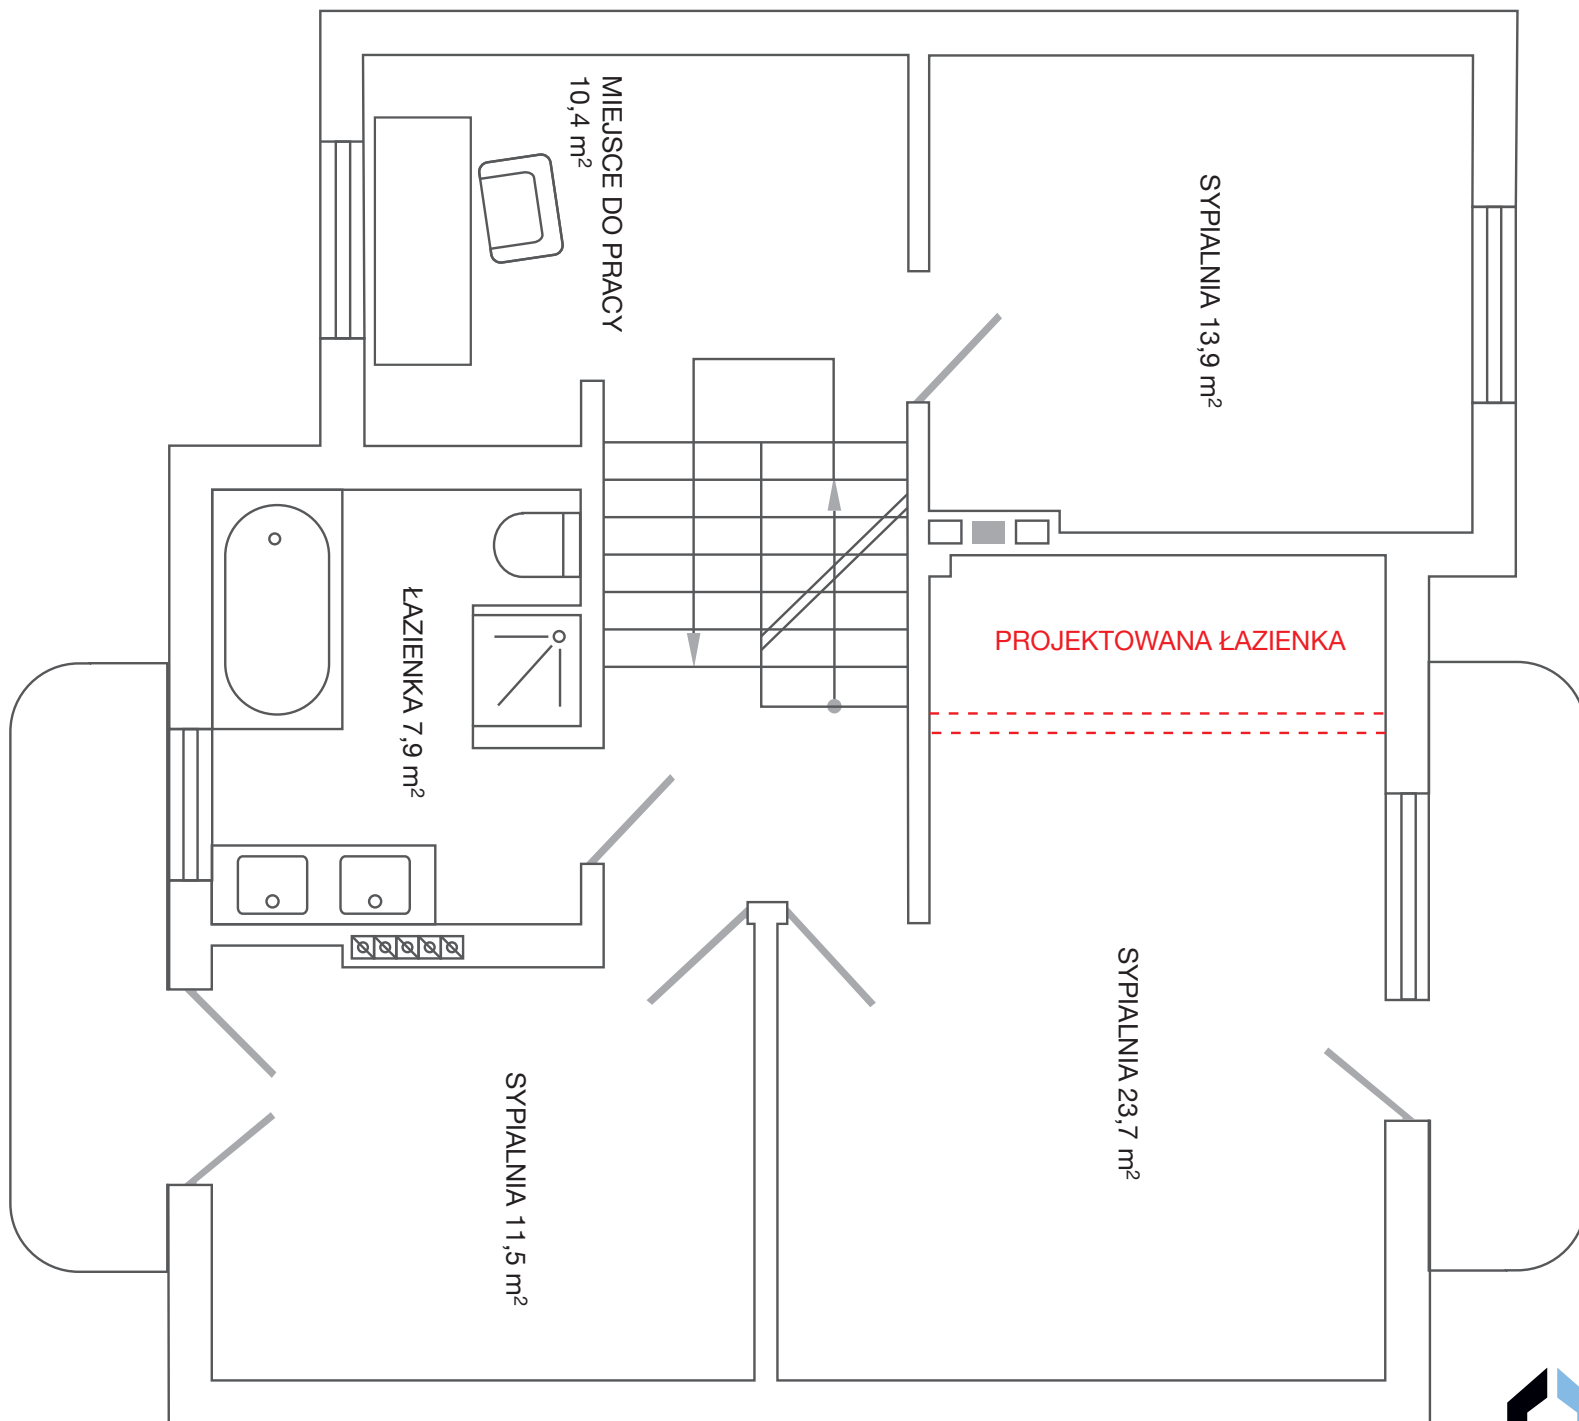 MIEJSCE DO PRACY
10,4 m²
SYPIALNIA 13,9 m²
ŁAZIENKA 7,9 m²
PROJEKTOWANA ŁAZIENKA
SYPIALNIA 11,5 m²
SYPIALNIA 23,7 m²